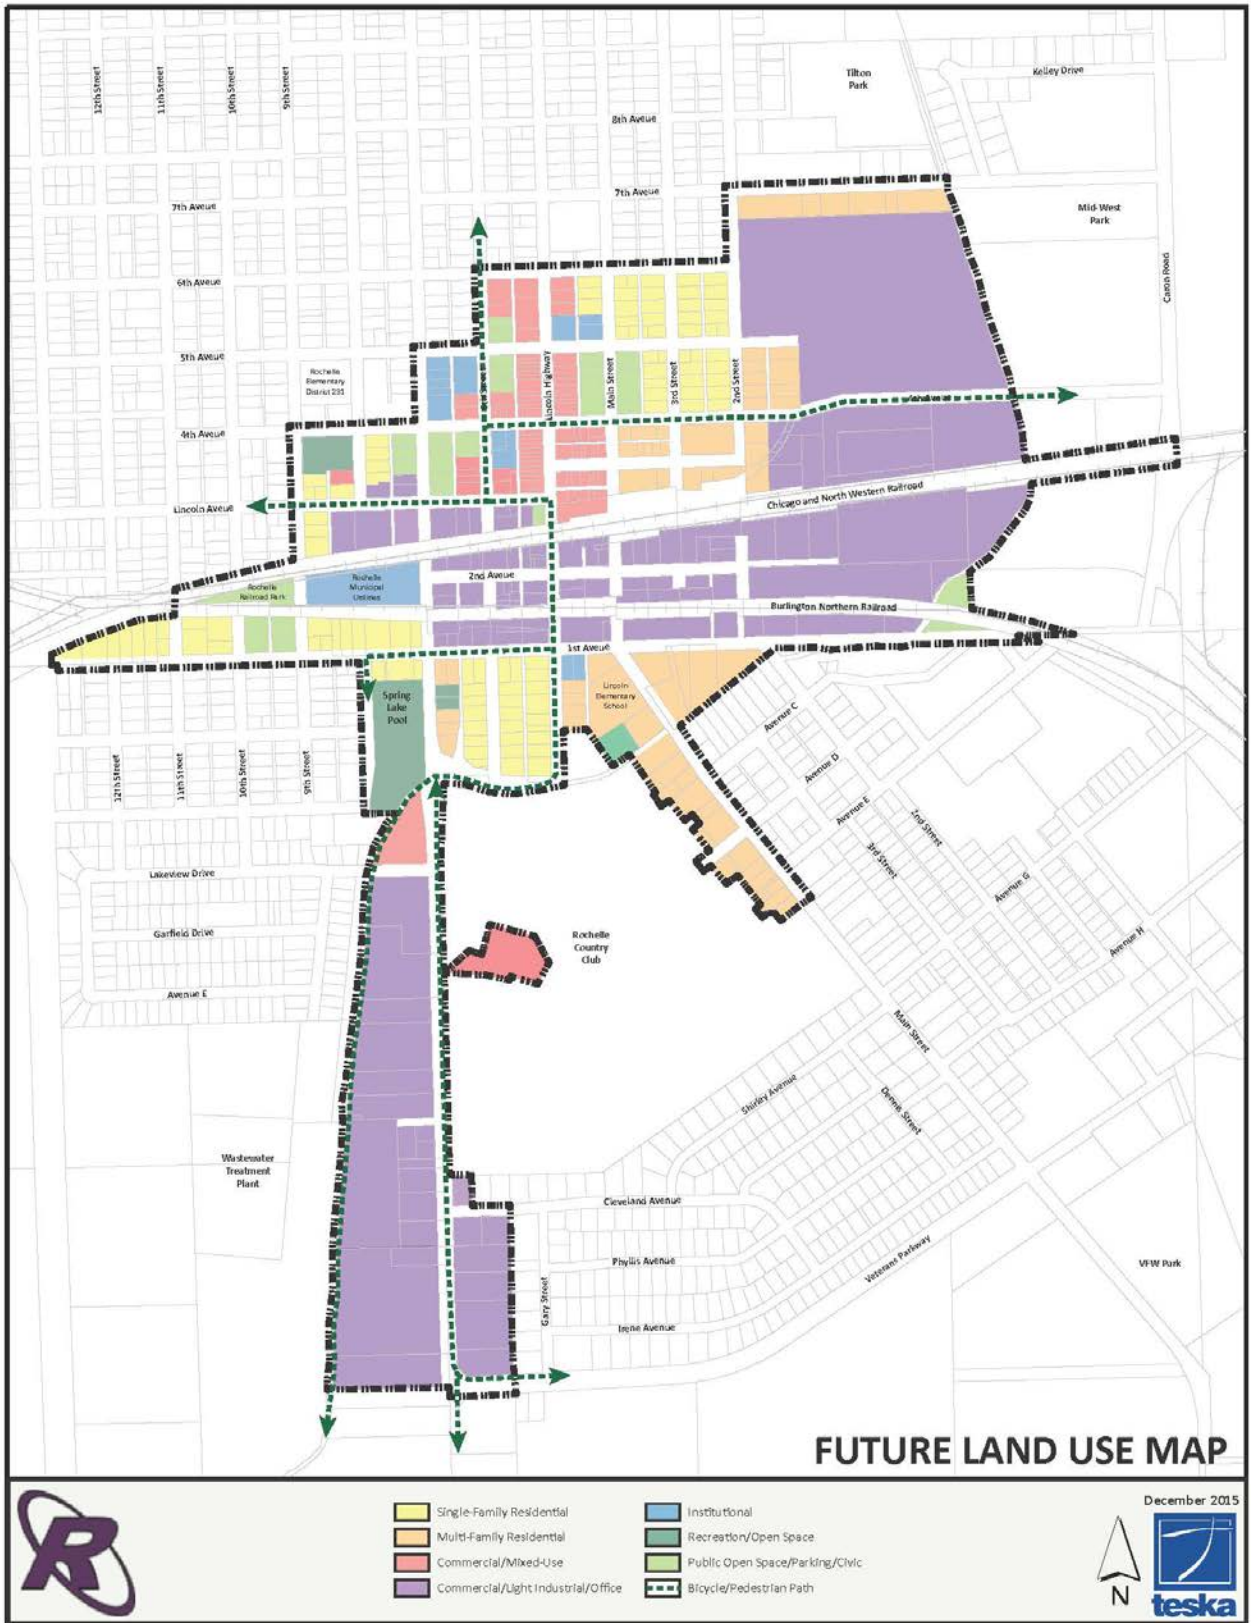 12th Street
11th Street
10th Street
9th Street
Tilton
Park
Kelley Drive
8th Aveue
7th Aveue
7th Aveue
Mid-West
Park
Caron Road
6th Aveue
5th Aveue
Rochelle
Elementary
District 231
Lincoln Highway
Main Street
3rd Street
2nd Street
4th Aveue
4th Aveue
Chicago and North Western Railroad
Lincoln Aveue
2nd Avoue
Rochelle
Railroad Park
Rochelle
Municipal
Utilities
Burlington Northern Railroad
1st Aveue
Spring
Lake
Pool
Lincoln
Elementary
School
Avenue C
Avenue D
Avenue E
2nd Street
3rd Street
Avenue G
Avenue H
12th Street
11th Street
10th Street
9th Street
Lakeview Drive
Garfield Drive
Avenue E
Rochelle
Country
Club
Main Street
Dennis Street
Shirley Avenue
Wastewater
Treatment
Plant
Cleveland Avenue
Phyllis Avenue
Irene Avenue
Gary Street
Veterans Parkway
VFW Park
FUTURE LAND USE MAP
R
Single-Family Residential
Multi-Family Residential
Commercial/Mixed-Use
Commercial/Light Industrial/Office
Institutional
Recreation/Open Space
Public Open Space/Parking/Civic
Bicycle/Pedestrian Path
December 2015
N
teska